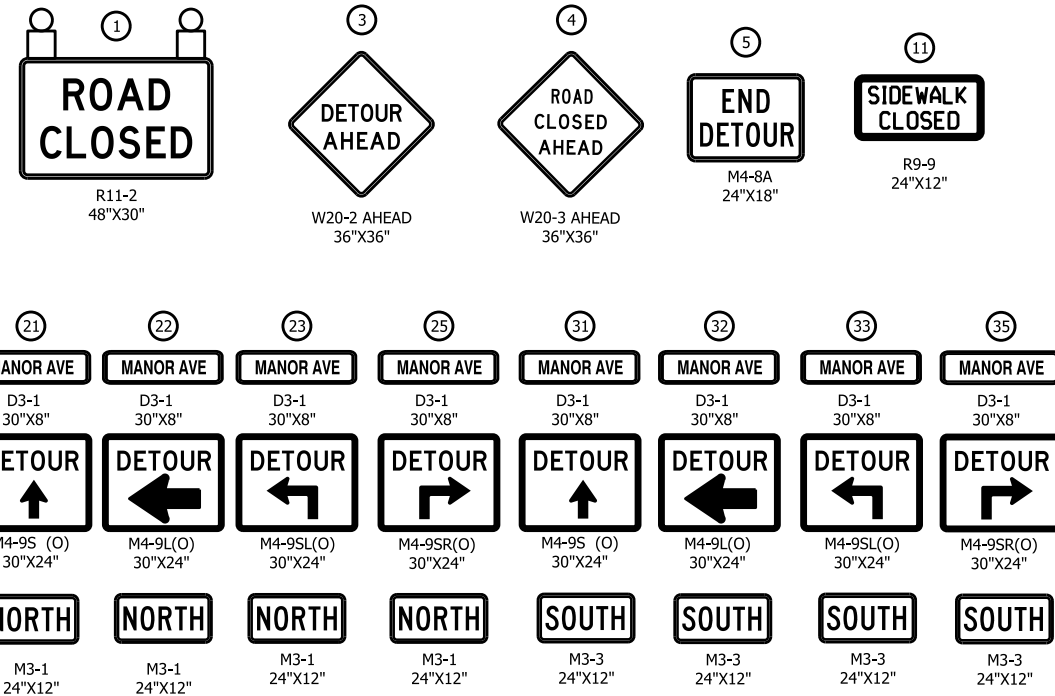 1
3
4
5
11
ROAD
CLOSED
DETOUR
AHEAD
ROAD
CLOSED
AHEAD
END
DETOUR
SIDEWALK
CLOSED
R11-2
48"X30"
W20-2 AHEAD
36"X36"
W20-3 AHEAD
36"X36"
M4-8A
24"X18"
R9-9
24"X12"
21 22 23 25 31 32 33 35
ANOR AVE MANOR AVE MANOR AVE MANOR AVE MANOR AVE MANOR AVE MANOR AVE MANOR AVE
D3-1 D3-1 D3-1 D3-1 D3-1 D3-1 D3-1 D3-1
30"X8" 30"X8" 30"X8" 30"X8" 30"X8" 30"X8" 30"X8" 30"X8"
ETOUR DETOUR DETOUR DETOUR DETOUR DETOUR DETOUR DETOUR
M4-9S (O) M4-9L(O) M4-9SL(O) M4-9SR(O) M4-9S (O) M4-9L(O) M4-9SL(O) M4-9SR(O)
30"X24" 30"X24" 30"X24" 30"X24" 30"X24" 30"X24" 30"X24" 30"X24"
NORTH NORTH NORTH NORTH SOUTH SOUTH SOUTH SOUTH
M3-1 M3-1 M3-1 M3-1 M3-3 M3-3 M3-3 M3-3
24"X12" 24"X12" 24"X12" 24"X12" 24"X12" 24"X12" 24"X12" 24"X12"